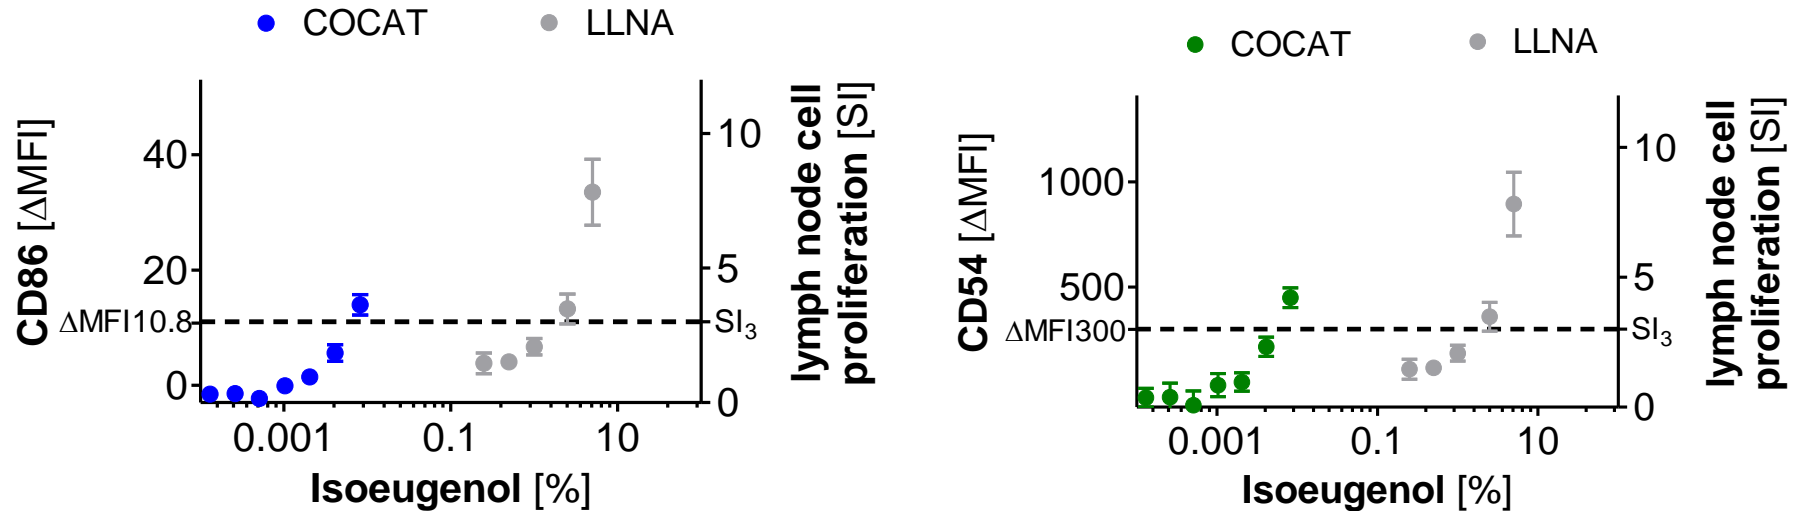 COCAT
LLNA
40
20
0
ΔMFI10.8
CD86 [ΔMFI]
10
5
SI3
0
lymph node cell
proliferation [SI]
0.001
0.1
10
Isoeugenol [%]
COCAT
LLNA
1000
500
ΔMFI300
CD54 [ΔMFI]
10
5
SI3
0
lymph node cell
proliferation [SI]
0.001
0.1
10
Isoeugenol [%]